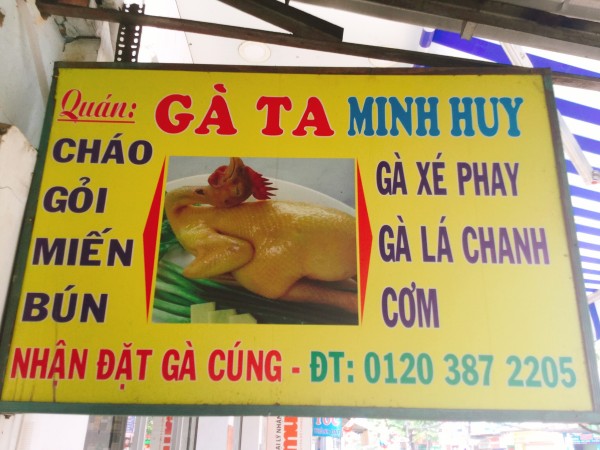 Quán: GÀ TA MINH HUY
CHÁO
GỎI
MIẾN
BÚN
GÀ XÉ PHAY
GÀ LÁ CHANH
CƠM
NHẬN ĐẶT GÀ CÚNG - ĐT: 0120 387 2205